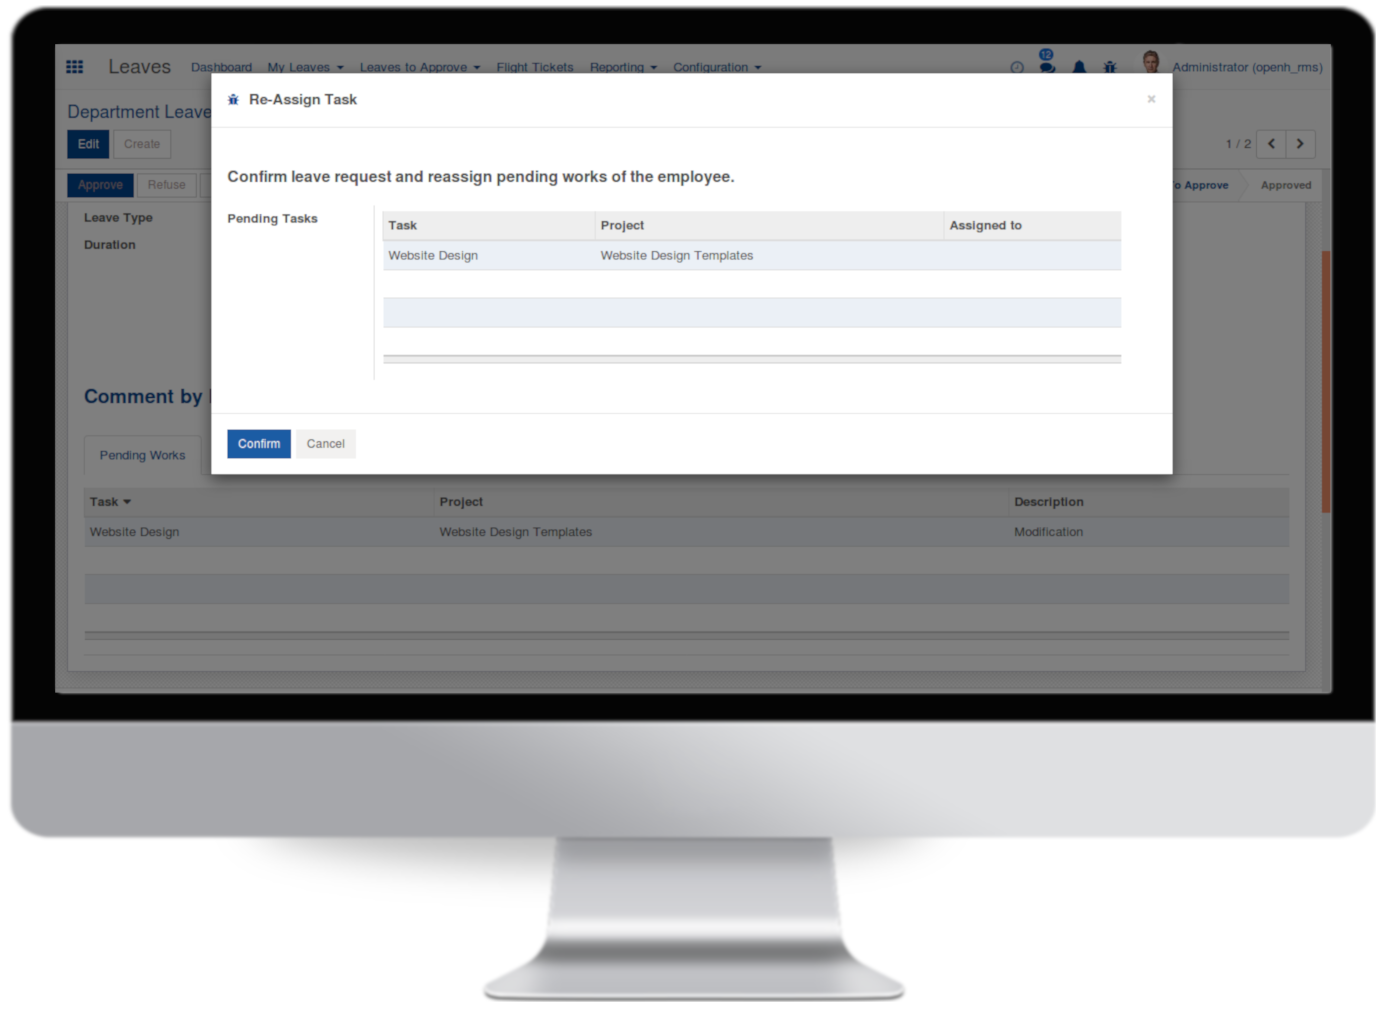 Leaves Dashboard My Leaves Leaves to Approve Flight Tickets Reporting Configuration 12 Administrator (openh_rms)
Department Leave
Edit Create 1 / 2
Approve Refuse o Approve Approved
Leave Type
Duration
Re-Assign Task ×
Confirm leave request and reassign pending works of the employee.
Pending Tasks
Task Project Assigned to
Website Design Website Design Templates
Confirm Cancel
Comment by
Pending Works
Task Project Description
Website Design Website Design Templates Modification